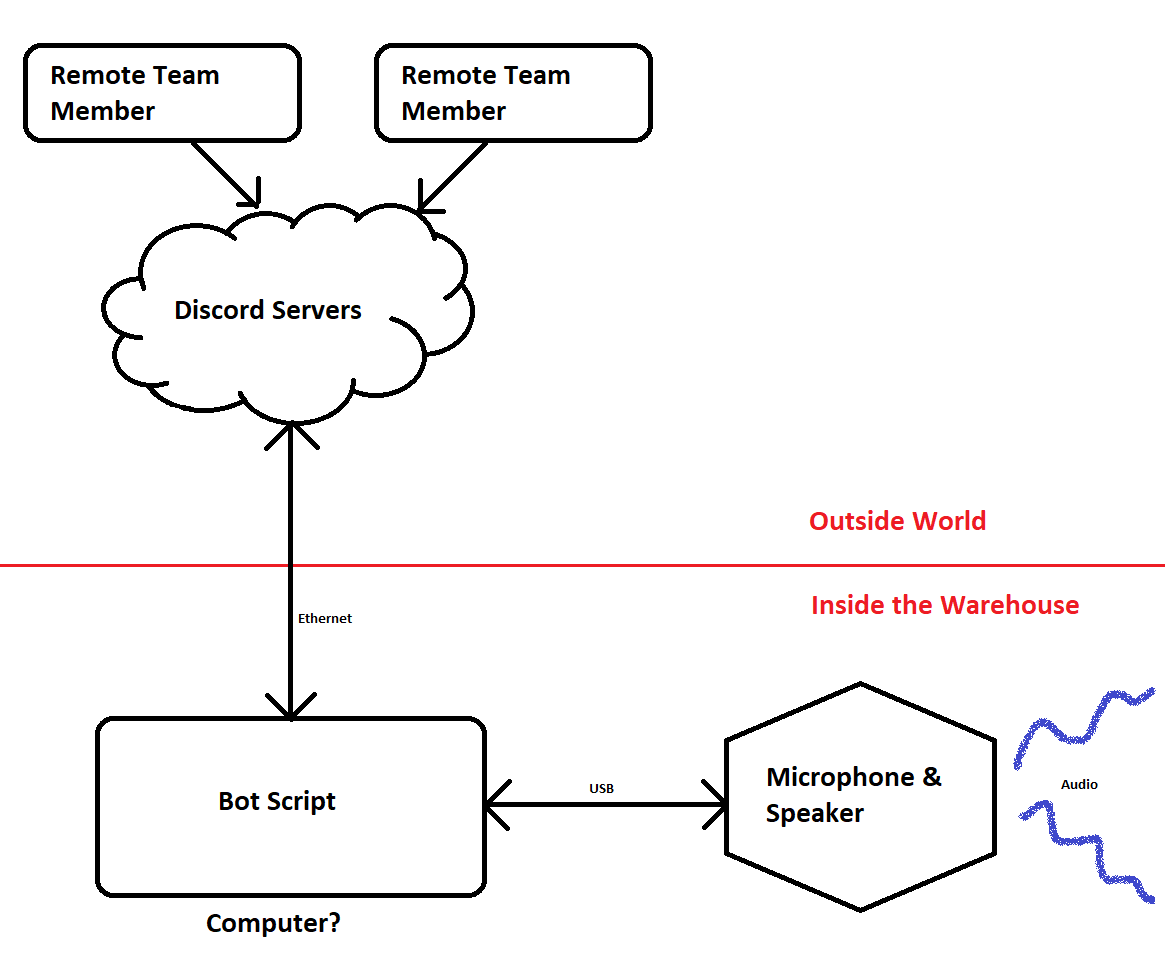 Remote Team
Member
Remote Team
Member
Discord Servers
Outside World
Inside the Warehouse
Ethernet
Bot Script
USB
Microphone &
Speaker
Audio
Computer?